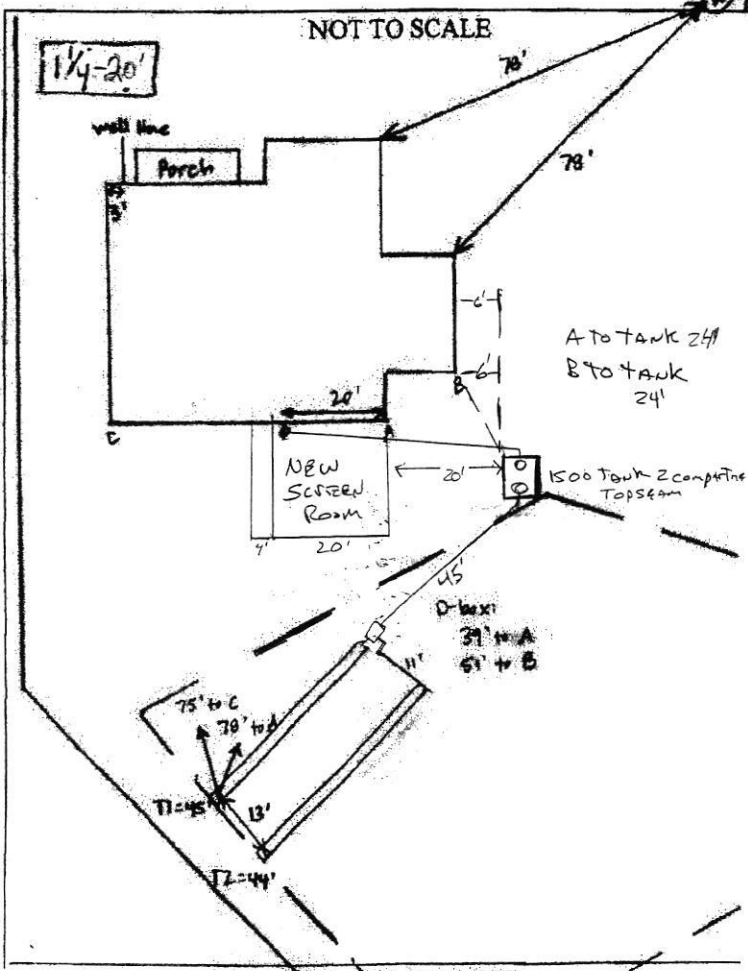 NOT TO SCALE
1 1/4 - 20'
78'
well line
Porch
78'
3'
6'
A TO TANK 24'
B TO TANK
24'
6'
B
20'
C
A
NEW
SCREEN
ROOM
20'
1500 TANK 2
TOPSEAM
4'
20'
45'
D-box:
39' to A
51' to B
11'
75' to C
78' to A
T1=45'
13'
T2=44'